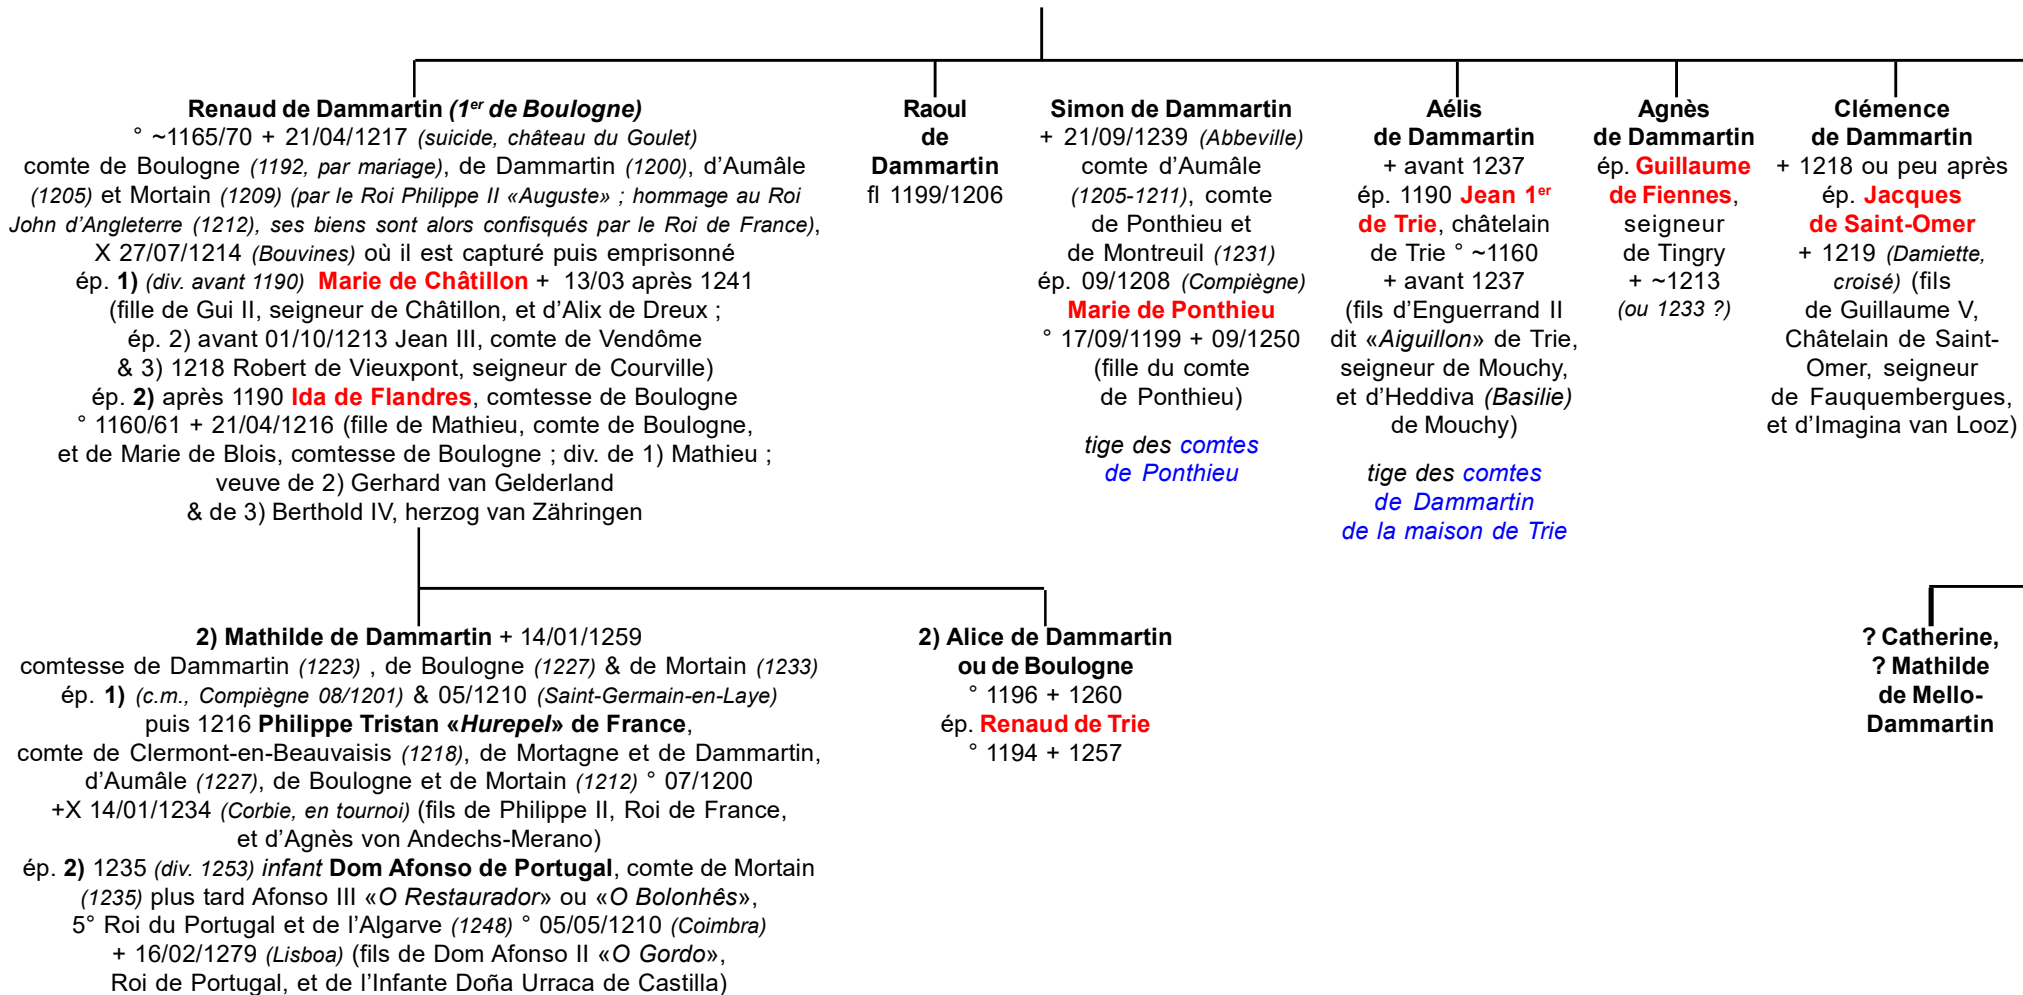 Renaud de Dammartin (1er de Boulogne)
° ~1165/70 + 21/04/1217 (suicide, château du Goulet)
comte de Boulogne (1192, par mariage), de Dammartin (1200), d'Aumâle
(1205) et Mortain (1209) (par le Roi Philippe II «Auguste» ; hommage au Roi
John d'Angleterre (1212), ses biens sont alors confisqués par le Roi de France),
X 27/07/1214 (Bouvines) où il est capturé puis emprisonné
ép. 1) (div. avant 1190) Marie de Châtillon + 13/03 après 1241
(fille de Gui II, seigneur de Châtillon, et d'Alix de Dreux ;
ép. 2) avant 01/10/1213 Jean III, comte de Vendôme
& 3) 1218 Robert de Vieuxpont, seigneur de Courville)
ép. 2) après 1190 Ida de Flandres, comtesse de Boulogne
° 1160/61 + 21/04/1216 (fille de Mathieu, comte de Boulogne,
et de Marie de Blois, comtesse de Boulogne ; div. de 1) Mathieu ;
veuve de 2) Gerhard van Gelderland
& de 3) Berthold IV, herzog van Zähringen
Raoul
de
Dammartin
fl 1199/1206
Simon de Dammartin
+ 21/09/1239 (Abbeville)
comte d'Aumâle
(1205-1211), comte
de Ponthieu et
de Montreuil (1231)
ép. 09/1208 (Compiègne)
Marie de Ponthieu
° 17/09/1199 + 09/1250
(fille du comte
de Ponthieu)
tige des comtes
de Ponthieu
Aélis
de Dammartin
+ avant 1237
ép. 1190 Jean 1er
de Trie, châtelain
de Trie ° ~1160
+ avant 1237
(fils d'Enguerrand II
dit «Aiguillon» de Trie,
seigneur de Mouchy,
et d'Heddiva (Basilie)
de Mouchy)
tige des comtes
de Dammartin
de la maison de Trie
Agnès
de Dammartin
ép. Guillaume
de Fiennes,
seigneur
de Tingry
+ ~1213
(ou 1233 ?)
Clémence
de Dammartin
+ 1218 ou peu après
ép. Jacques
de Saint-Omer
+ 1219 (Damiette,
croisé) (fils
de Guillaume V,
Châtelain de Saint-
Omer, seigneur
de Fauquembergues,
et d'Imagina van Looz)
2) Mathilde de Dammartin + 14/01/1259
comtesse de Dammartin (1223) , de Boulogne (1227) & de Mortain (1233)
ép. 1) (c.m., Compiègne 08/1201) & 05/1210 (Saint-Germain-en-Laye)
puis 1216 Philippe Tristan «Hurepel» de France,
comte de Clermont-en-Beauvaisis (1218), de Mortagne et de Dammartin,
d'Aumâle (1227), de Boulogne et de Mortain (1212) ° 07/1200
+X 14/01/1234 (Corbie, en tournoi) (fils de Philippe II, Roi de France,
et d'Agnès von Andechs-Merano)
ép. 2) 1235 (div. 1253) infant Dom Afonso de Portugal, comte de Mortain
(1235) plus tard Afonso III «O Restaurador» ou «O Bolonhês»,
5° Roi du Portugal et de l'Algarve (1248) ° 05/05/1210 (Coimbra)
+ 16/02/1279 (Lisboa) (fils de Dom Afonso II «O Gordo»,
Roi de Portugal, et de l'Infante Doña Urraca de Castilla)
2) Alice de Dammartin
ou de Boulogne
° 1196 + 1260
ép. Renaud de Trie
° 1194 + 1257
? Catherine,
? Mathilde
de Mello-
Dammartin